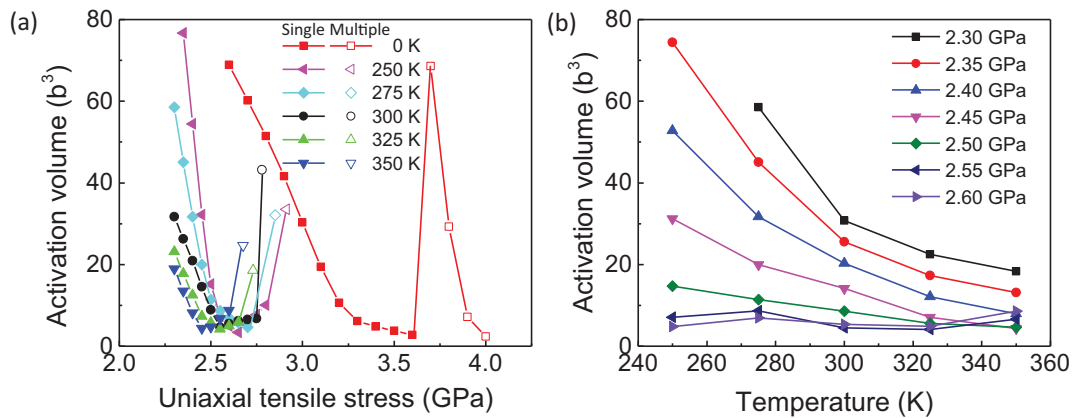 (a)
Activation volume (b³)
80
60
40
20
0
2.0 2.5 3.0 3.5 4.0
Uniaxial tensile stress (GPa)
Single Multiple
0 K
250 K
275 K
300 K
325 K
350 K
(b)
Activation volume (b³)
80
60
40
20
0
240 260 280 300 320 340 360
Temperature (K)
2.30 GPa
2.35 GPa
2.40 GPa
2.45 GPa
2.50 GPa
2.55 GPa
2.60 GPa